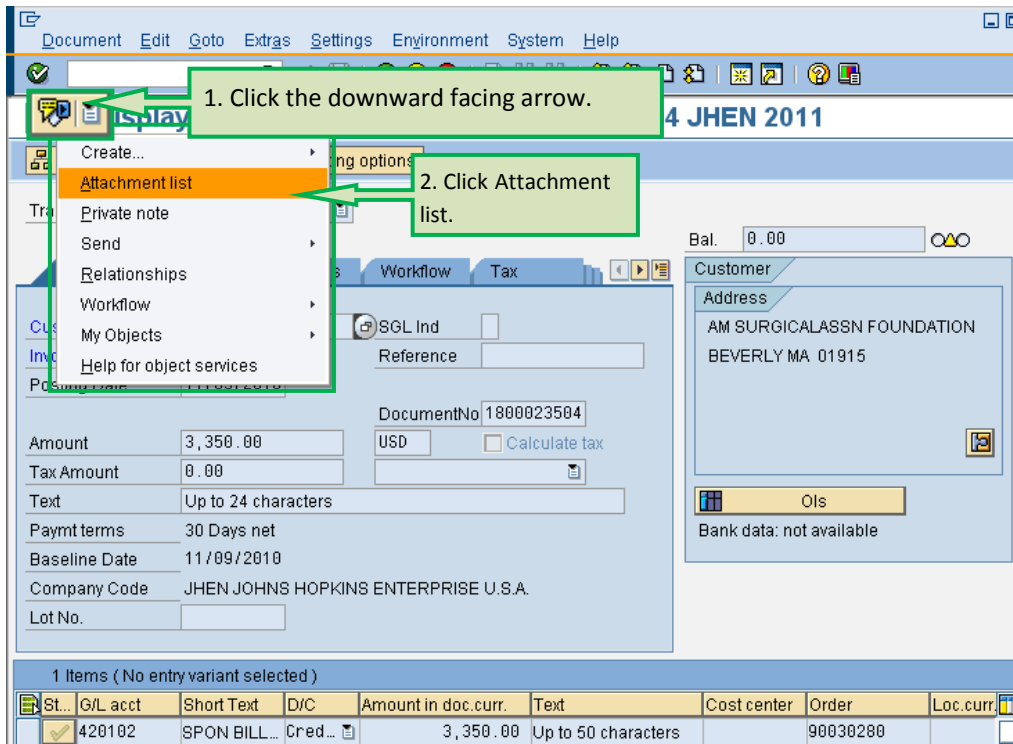 Document Edit Goto Extras Settings Environment System Help
1. Click the downward facing arrow.
4 JHEN 2011
Create...
ng options
Attachment list
2. Click Attachment
list.
Private note
Send
Bal. 0.00
Relationships
Workflow Tax
Customer
Workflow
Address
My Objects
SGL Ind
AM SURGICALASSN FOUNDATION
Help for object services
Reference
BEVERLY MA 01915
DocumentNo 1800023504
Amount 3,350.00 USD Calculate tax
Tax Amount 0.00
Text Up to 24 characters
OIs
Paymt terms 30 Days net
Bank data: not available
Baseline Date 11/09/2010
Company Code JHEN JOHNS HOPKINS ENTERPRISE U.S.A.
Lot No.
1 Items ( No entry variant selected )
St... G/L acct Short Text D/C Amount in doc.curr. Text Cost center Order Loc.curr.
420102 SPON BILL... Cred... 3,350.00 Up to 50 characters 90030280